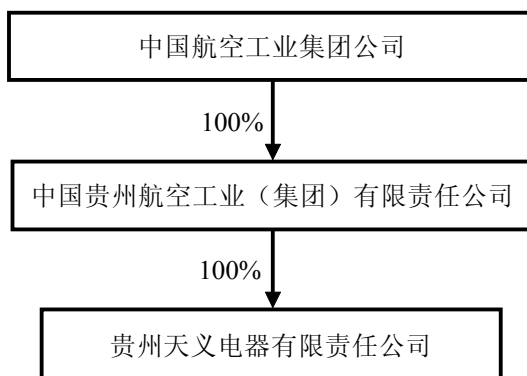 中国航空工业集团公司
100%
中国贵州航空工业（集团）有限责任公司
100%
贵州天义电器有限责任公司